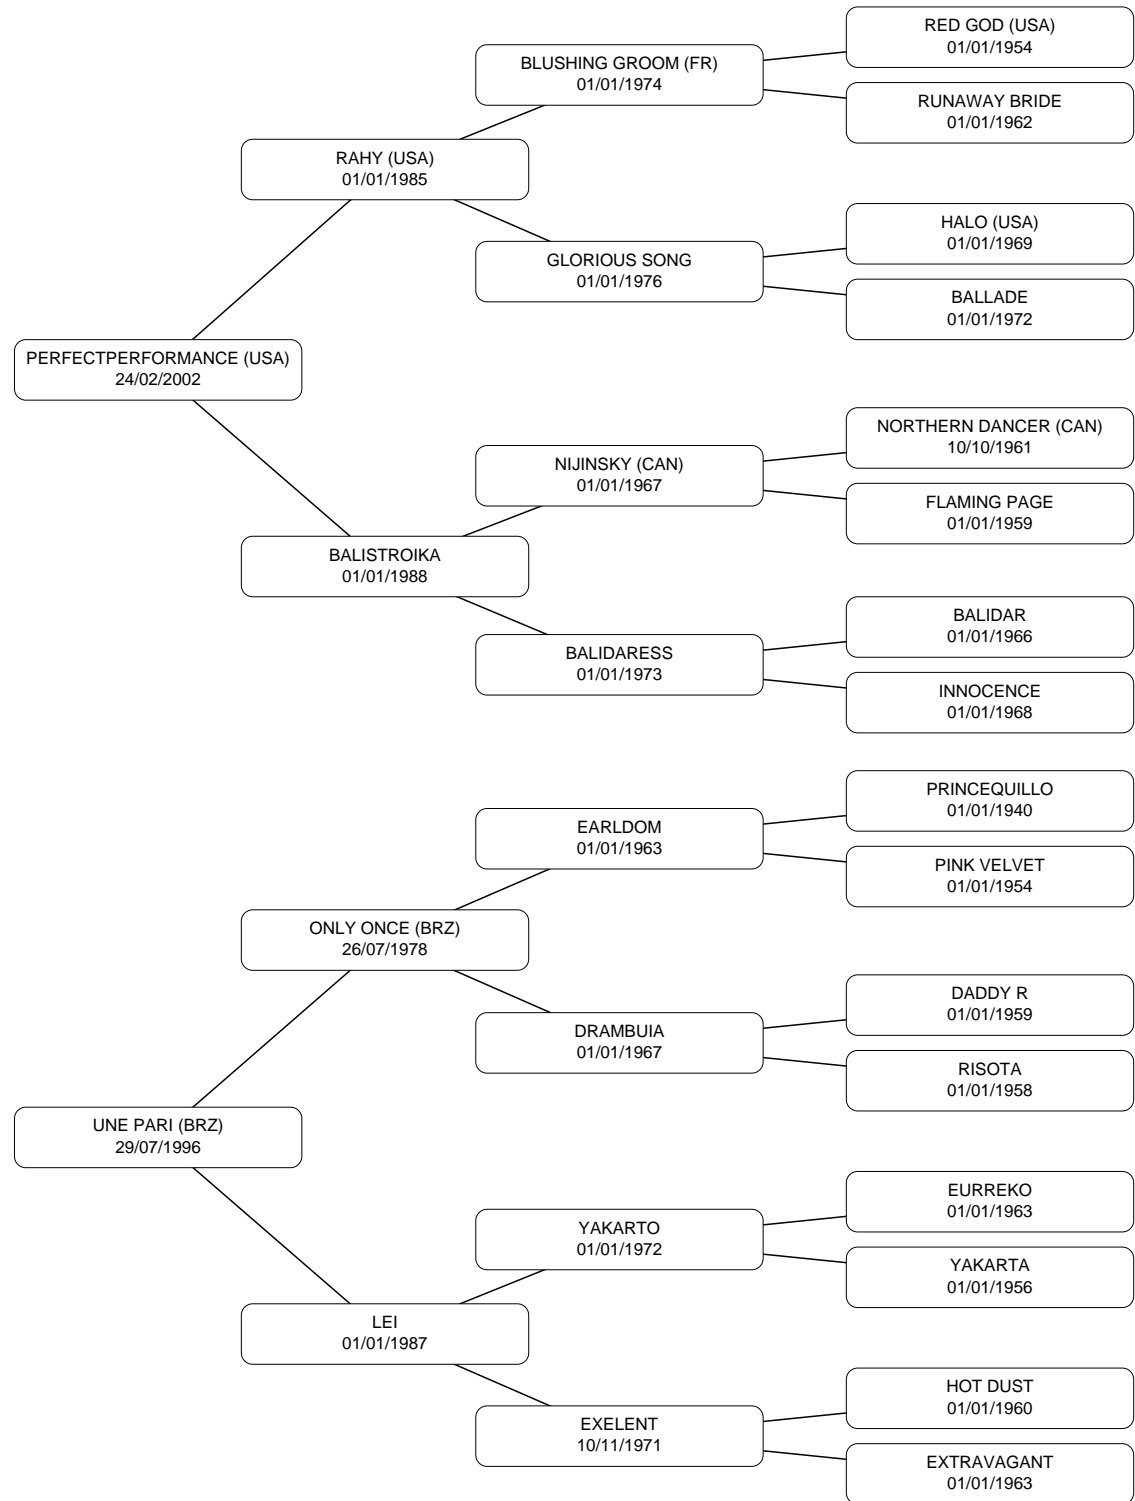 RED GOD (USA)
01/01/1954
BLUSHING GROOM (FR)
01/01/1974
RUNAWAY BRIDE
01/01/1962
RAHY (USA)
01/01/1985
HALO (USA)
01/01/1969
GLORIOUS SONG
01/01/1976
BALLADE
01/01/1972
PERFECTPERFORMANCE (USA)
24/02/2002
NORTHERN DANCER (CAN)
10/10/1961
NIJINSKY (CAN)
01/01/1967
FLAMING PAGE
01/01/1959
BALISTROIKA
01/01/1988
BALIDAR
01/01/1966
BALIDARESS
01/01/1973
INNOCENCE
01/01/1968
PRINCEQUILLO
01/01/1940
EARLDOM
01/01/1963
PINK VELVET
01/01/1954
ONLY ONCE (BRZ)
26/07/1978
DADDY R
01/01/1959
DRAMBUIA
01/01/1967
RISOTA
01/01/1958
UNE PARI (BRZ)
29/07/1996
EURREKO
01/01/1963
YAKARTO
01/01/1972
YAKARTA
01/01/1956
LEI
01/01/1987
HOT DUST
01/01/1960
EXELENT
10/11/1971
EXTRAVAGANT
01/01/1963